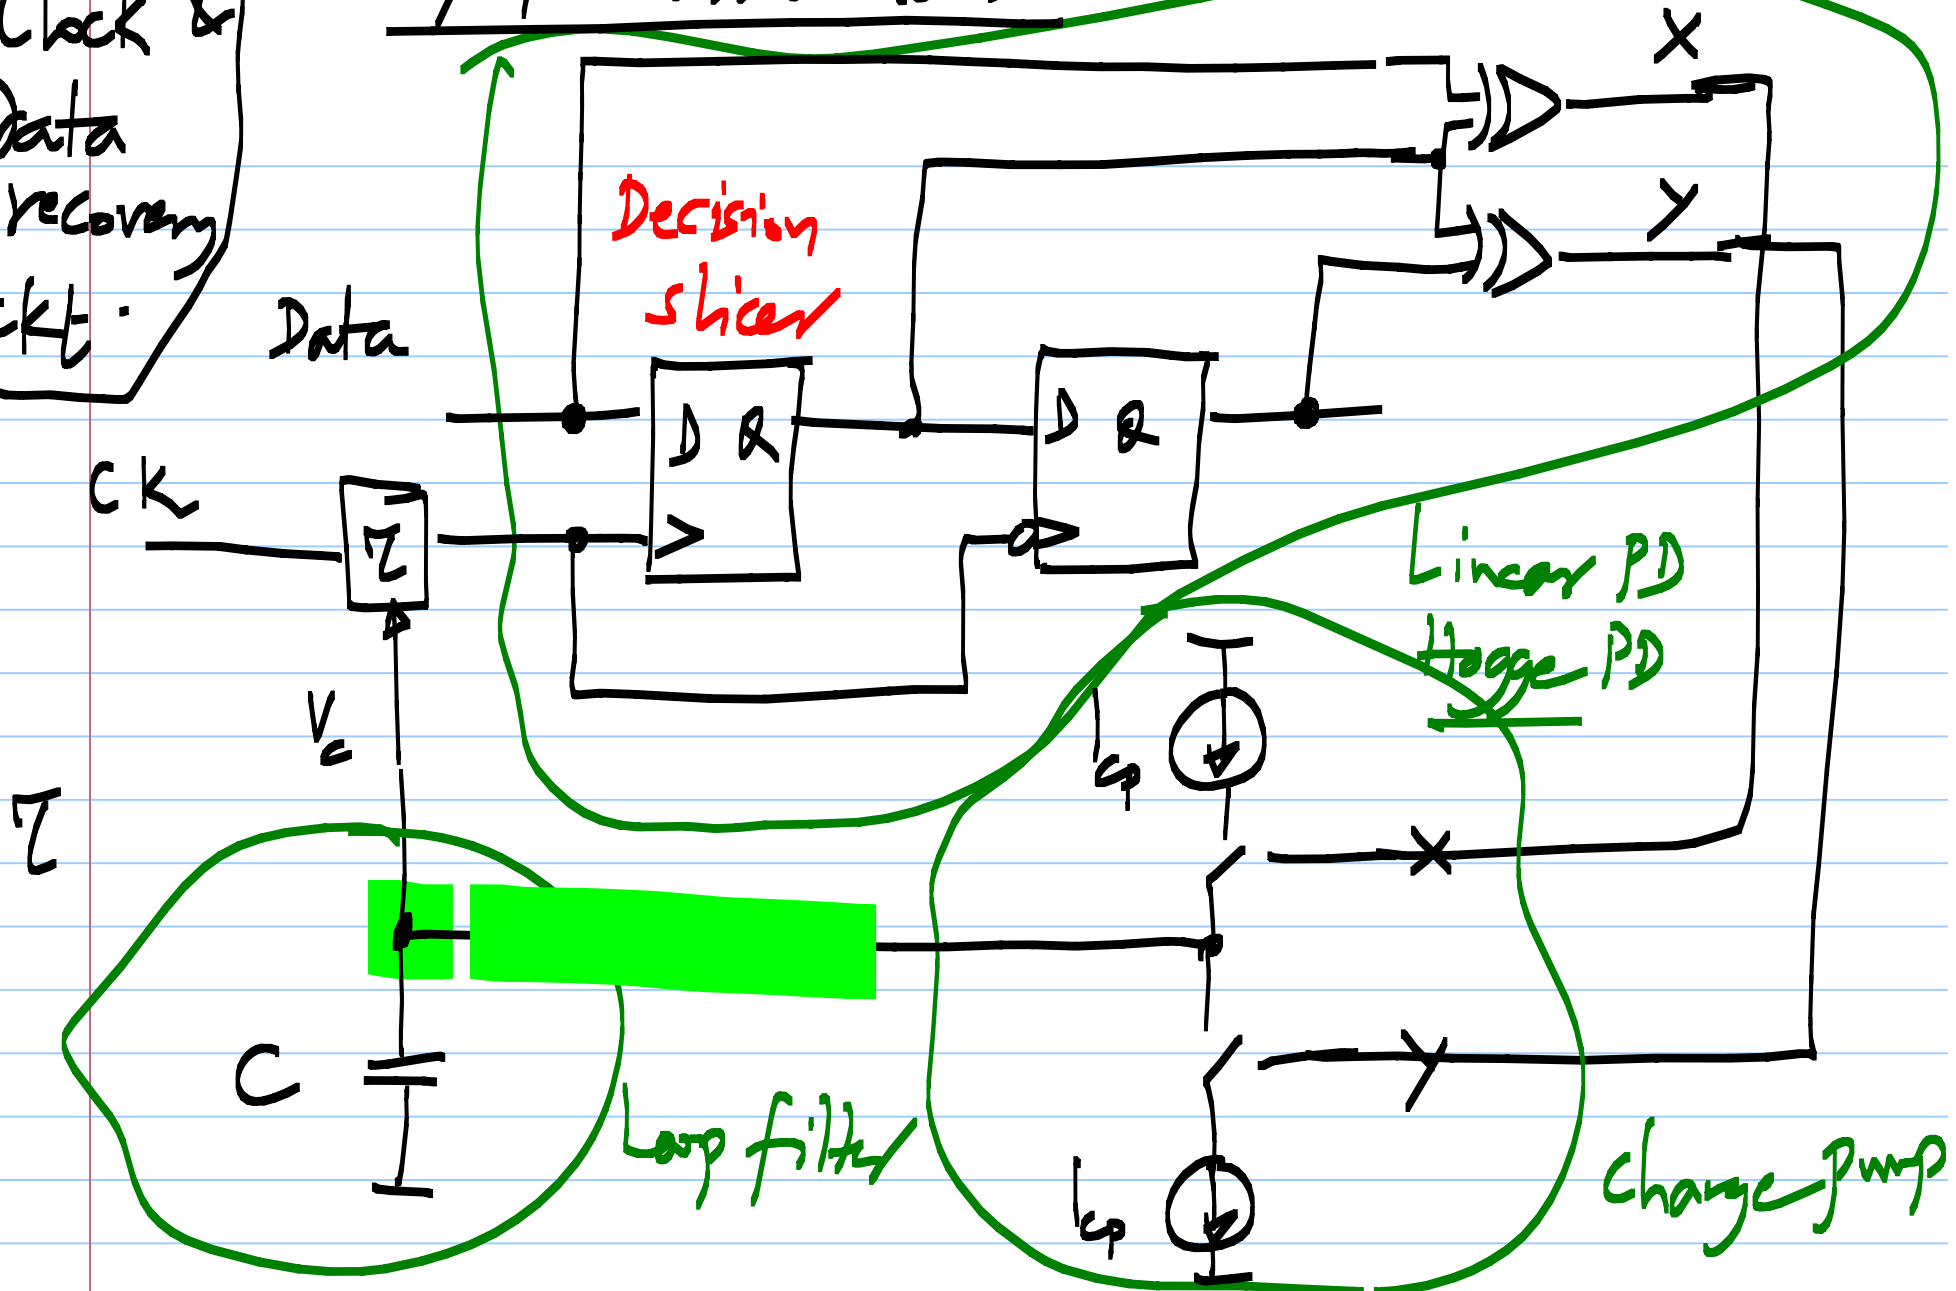 Clock &
Data
recovery
ckt.
X
Y
Decision
slicer
Data
D Q
D Q
CK
τ
Linear PD
Hogge PD
Vc
Icp
τ
X
C
Loop filter
Y
Icp
Charge pump